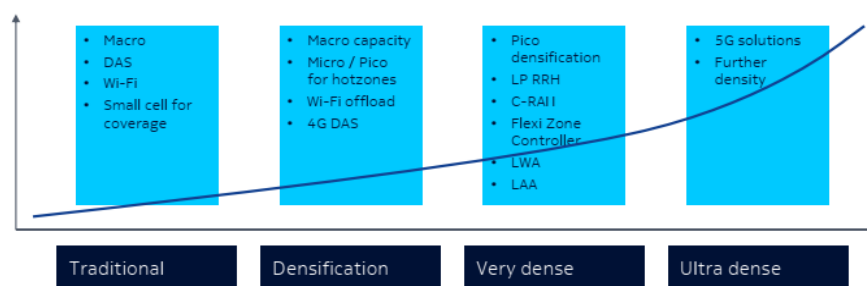 Macro
DAS
Wi-Fi
Small cell for
coverage
Macro capacity
Micro / Pico
for hotzones
Wi-Fi offload
4G DAS
Pico
densification
LP RRH
C-RAN
Flexi Zone
Controller
LWA
LAA
5G solutions
Further
density
Traditional
Densification
Very dense
Ultra dense